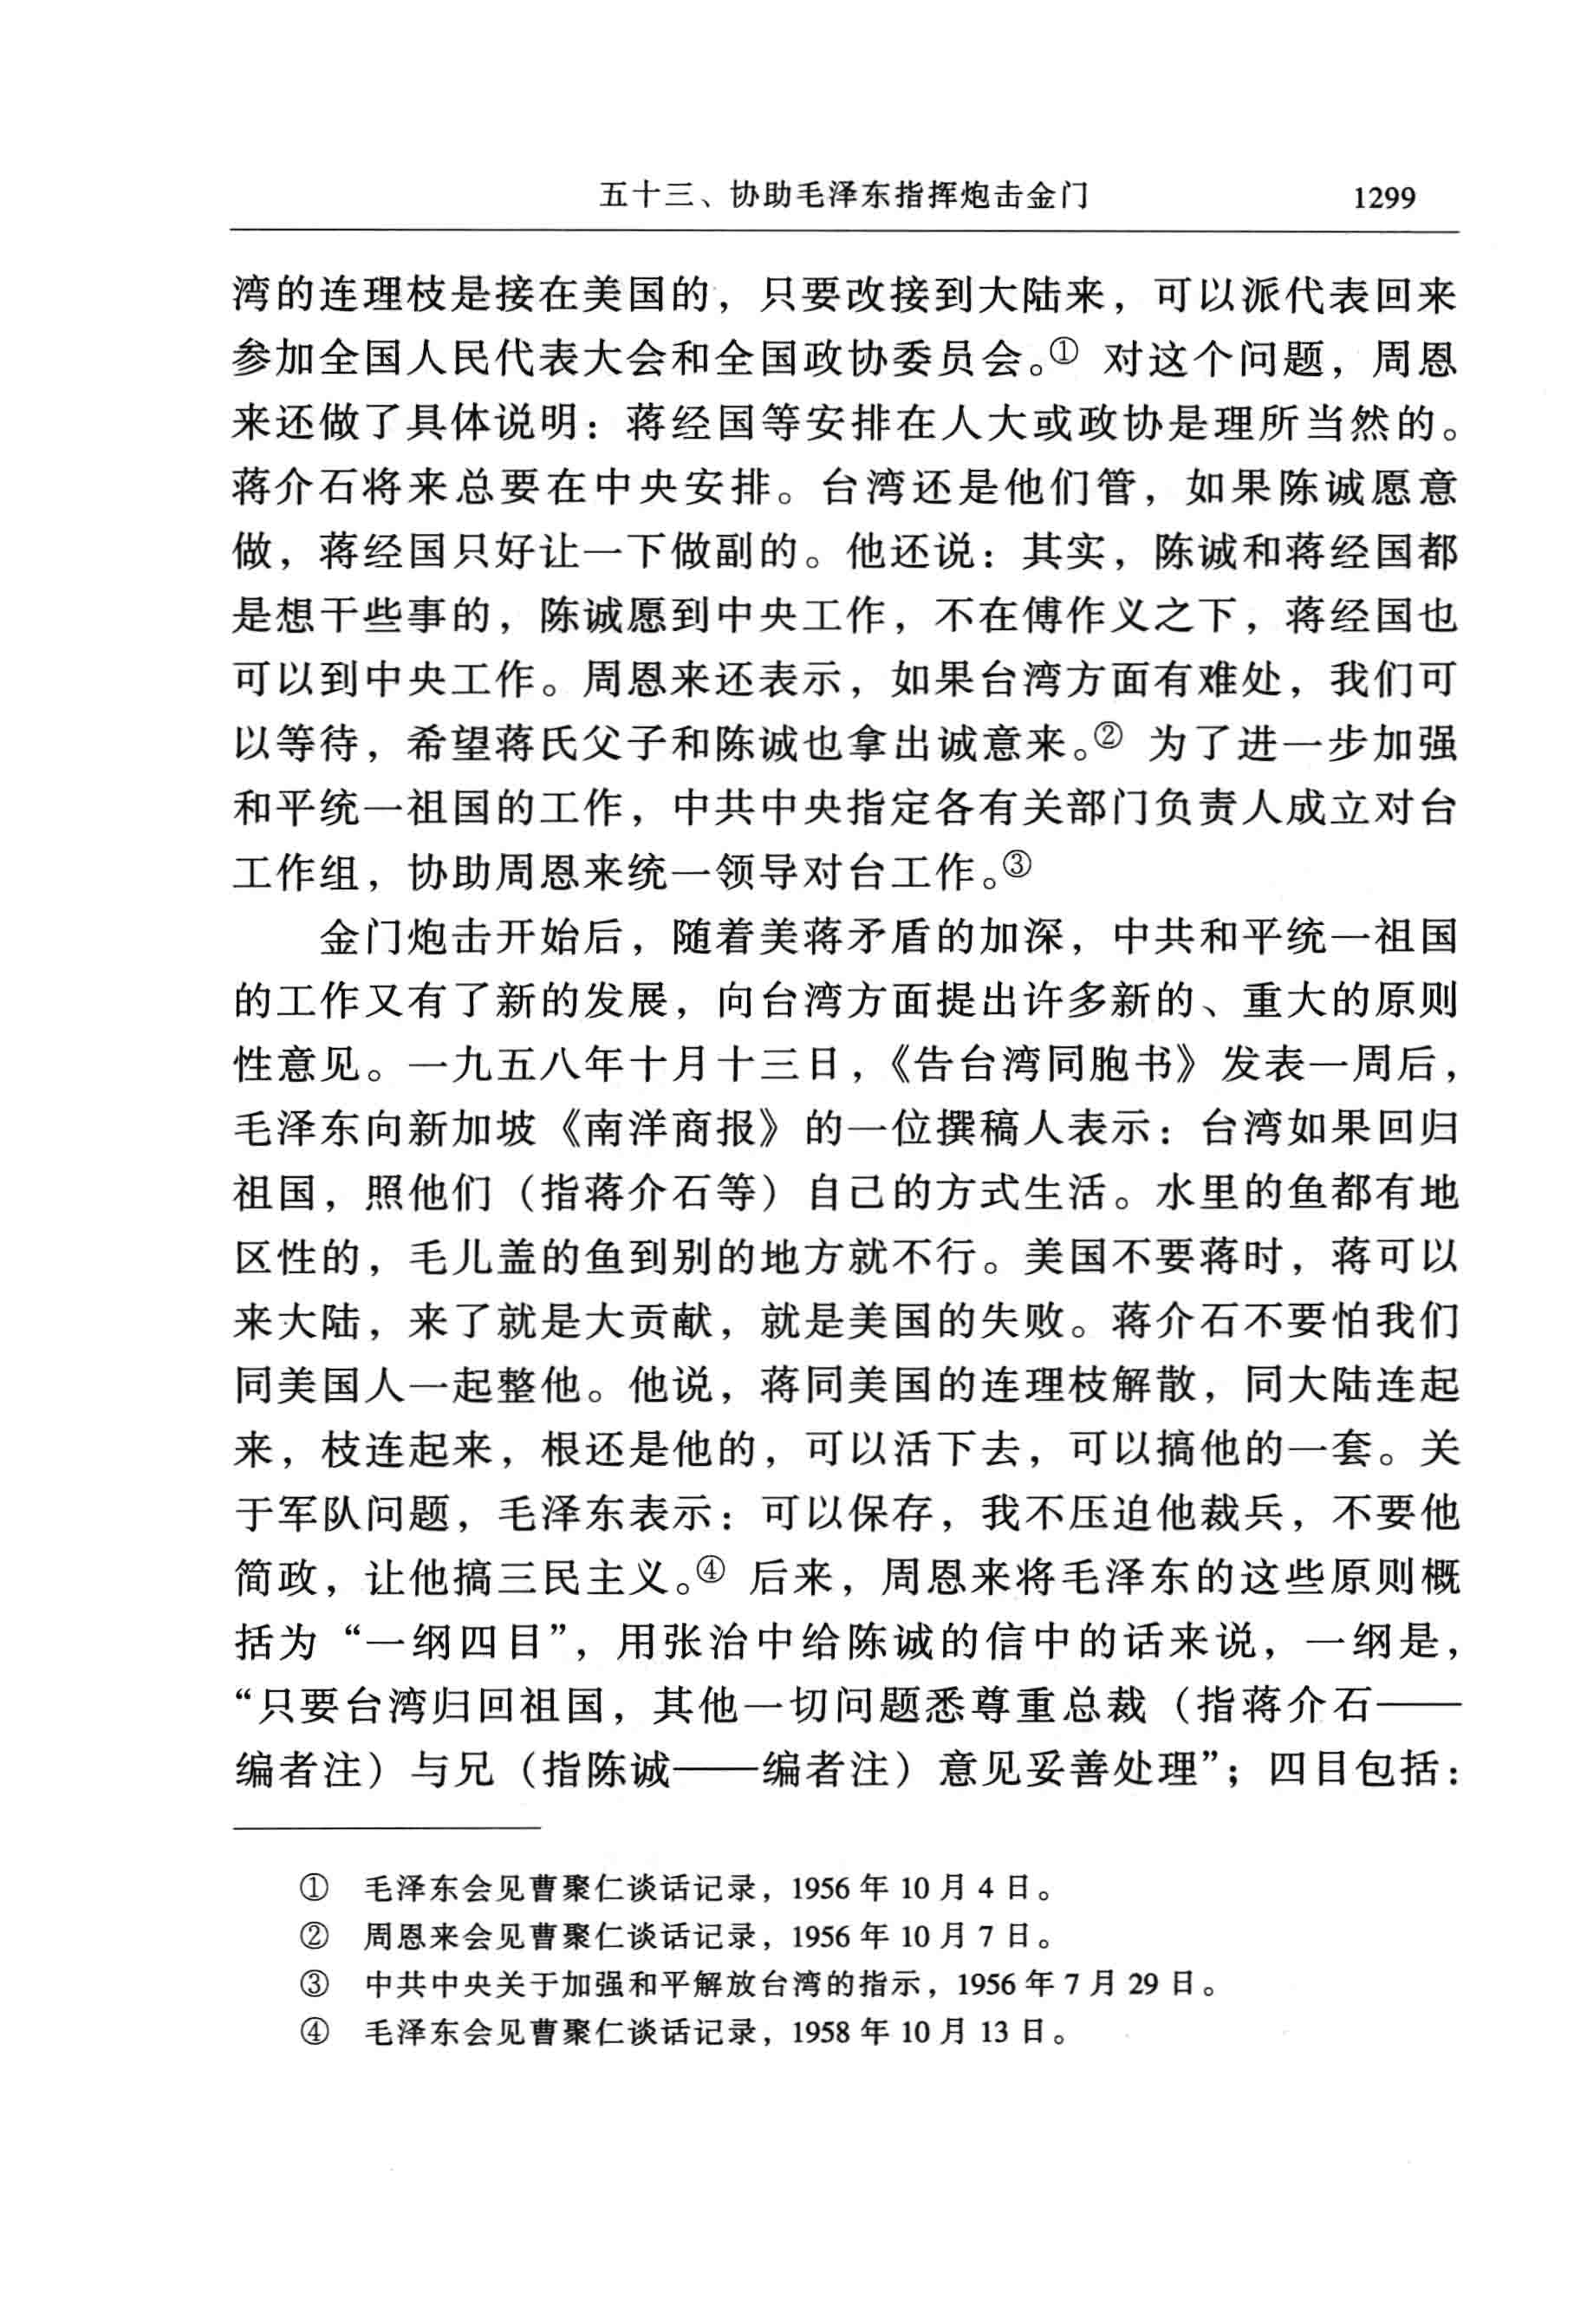 五十三、协助毛泽东指挥炮击金门 1299
湾的连理枝是接在美国的，只要改接到大陆来，可以派代表回来
参加全国人民代表大会和全国政协委员会。① 对这个问题，周恩
来还做了具体说明：蒋经国等安排在人大或政协是理所当然的。
蒋介石将来总要在中央安排。台湾还是他们管，如果陈诚愿意
做，蒋经国只好让一下做副的。他还说：其实，陈诚和蒋经国都
是想干些事的，陈诚愿到中央工作，不在傅作义之下，蒋经国也
可以到中央工作。周恩来还表示，如果台湾方面有难处，我们可
以等待，希望蒋氏父子和陈诚也拿出诚意来。② 为了进一步加强
和平统一祖国的工作，中共中央指定各有关部门负责人成立对台
工作组，协助周恩来统一领导对台工作。③
金门炮击开始后，随着美蒋矛盾的加深，中共和平统一祖国
的工作又有了新的发展，向台湾方面提出许多新的、重大的原则
性意见。一九五八年十月十三日，《告台湾同胞书》发表一周后，
毛泽东向新加坡《南洋商报》的一位撰稿人表示：台湾如果回归
祖国，照他们（指蒋介石等）自己的方式生活。水里的鱼都有地
区性的，毛儿盖的鱼到别的地方就不行。美国不要蒋时，蒋可以
来大陆，来了就是大贡献，就是美国的失败。蒋介石不要怕我们
同美国人一起整他。他说，蒋同美国的连理枝解散，同大陆连起
来，枝连起来，根还是他的，可以活下去，可以搞他的一套。关
于军队问题，毛泽东表示：可以保存，我不压迫他裁兵，不要他
简政，让他搞三民主义。④ 后来，周恩来将毛泽东的这些原则概
括为“一纲四目”，用张治中给陈诚的信中的话来说，一纲是，
“只要台湾归回祖国，其他一切问题悉尊重总裁（指蒋介石——
编者注）与兄（指陈诚——编者注）意见妥善处理”；四目包括：
① 毛泽东会见曹聚仁谈话记录，1956 年 10 月 4 日。
② 周恩来会见曹聚仁谈话记录，1956 年 10 月 7 日。
③ 中共中央关于加强和平解放台湾的指示，1956 年 7 月 29 日。
④ 毛泽东会见曹聚仁谈话记录，1958 年 10 月 13 日。